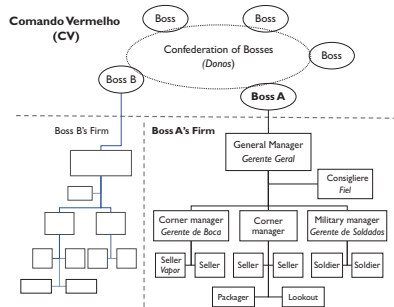 Comando Vermelho
(CV)
Boss
Boss
Boss
Confederation of Bosses
(Donos)
Boss B
Boss A
Boss B's Firm
Boss A's Firm
General Manager
Gerente Geral
Consigliere
Fiel
Corner manager
Gerente de Boca
Corner
manager
Military manager
Gerente de Soldados
Seller
Vapor
Seller
Seller
Seller
Soldier
Soldier
Packager
Lookout